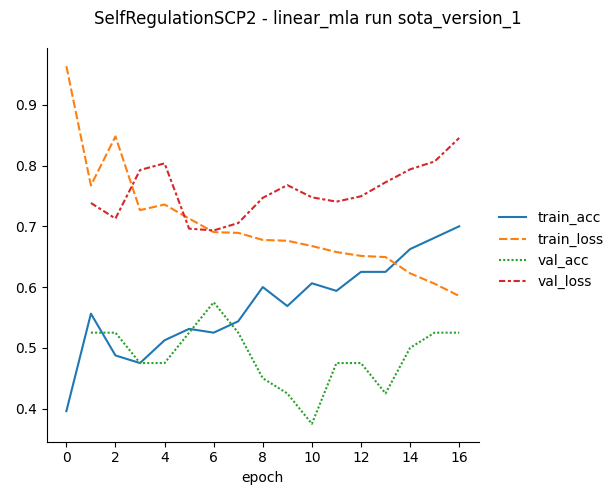 SelfRegulationSCP2 - linear_mla run sota_version_1
0.9
0.8
0.7
0.6
0.5
0.4
0 2 4 6 8 10 12 14 16
epoch
train_acc
train_loss
val_acc
val_loss